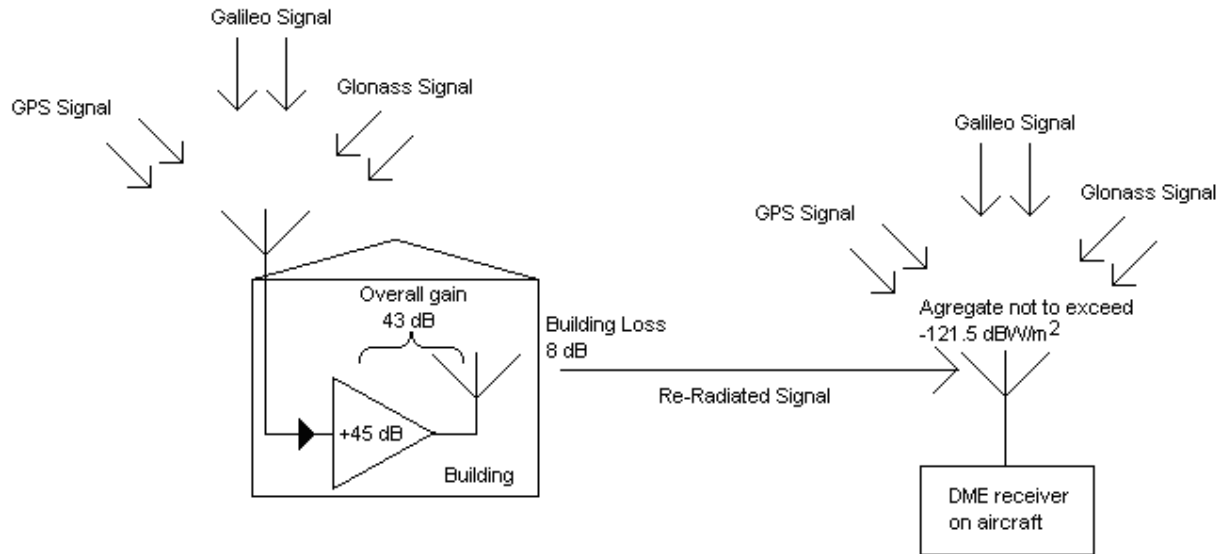 Galileo Signal
GPS Signal
Glonass Signal
Overall gain
43 dB
Building Loss
8 dB
+45 dB
Building
Re-Radiated Signal
Galileo Signal
GPS Signal
Glonass Signal
Agregate not to exceed
-121.5 dBW/m²
DME receiver
on aircraft